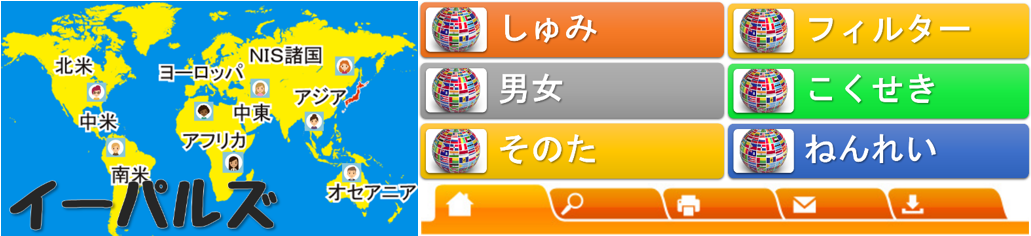 北米
ヨーロッパ
NIS諸国
中米
アフリカ
中東
アジア
南米
オセアニア
イーパルズ
しゅみ
フィルター
男女
こくせき
そのた
ねんれい